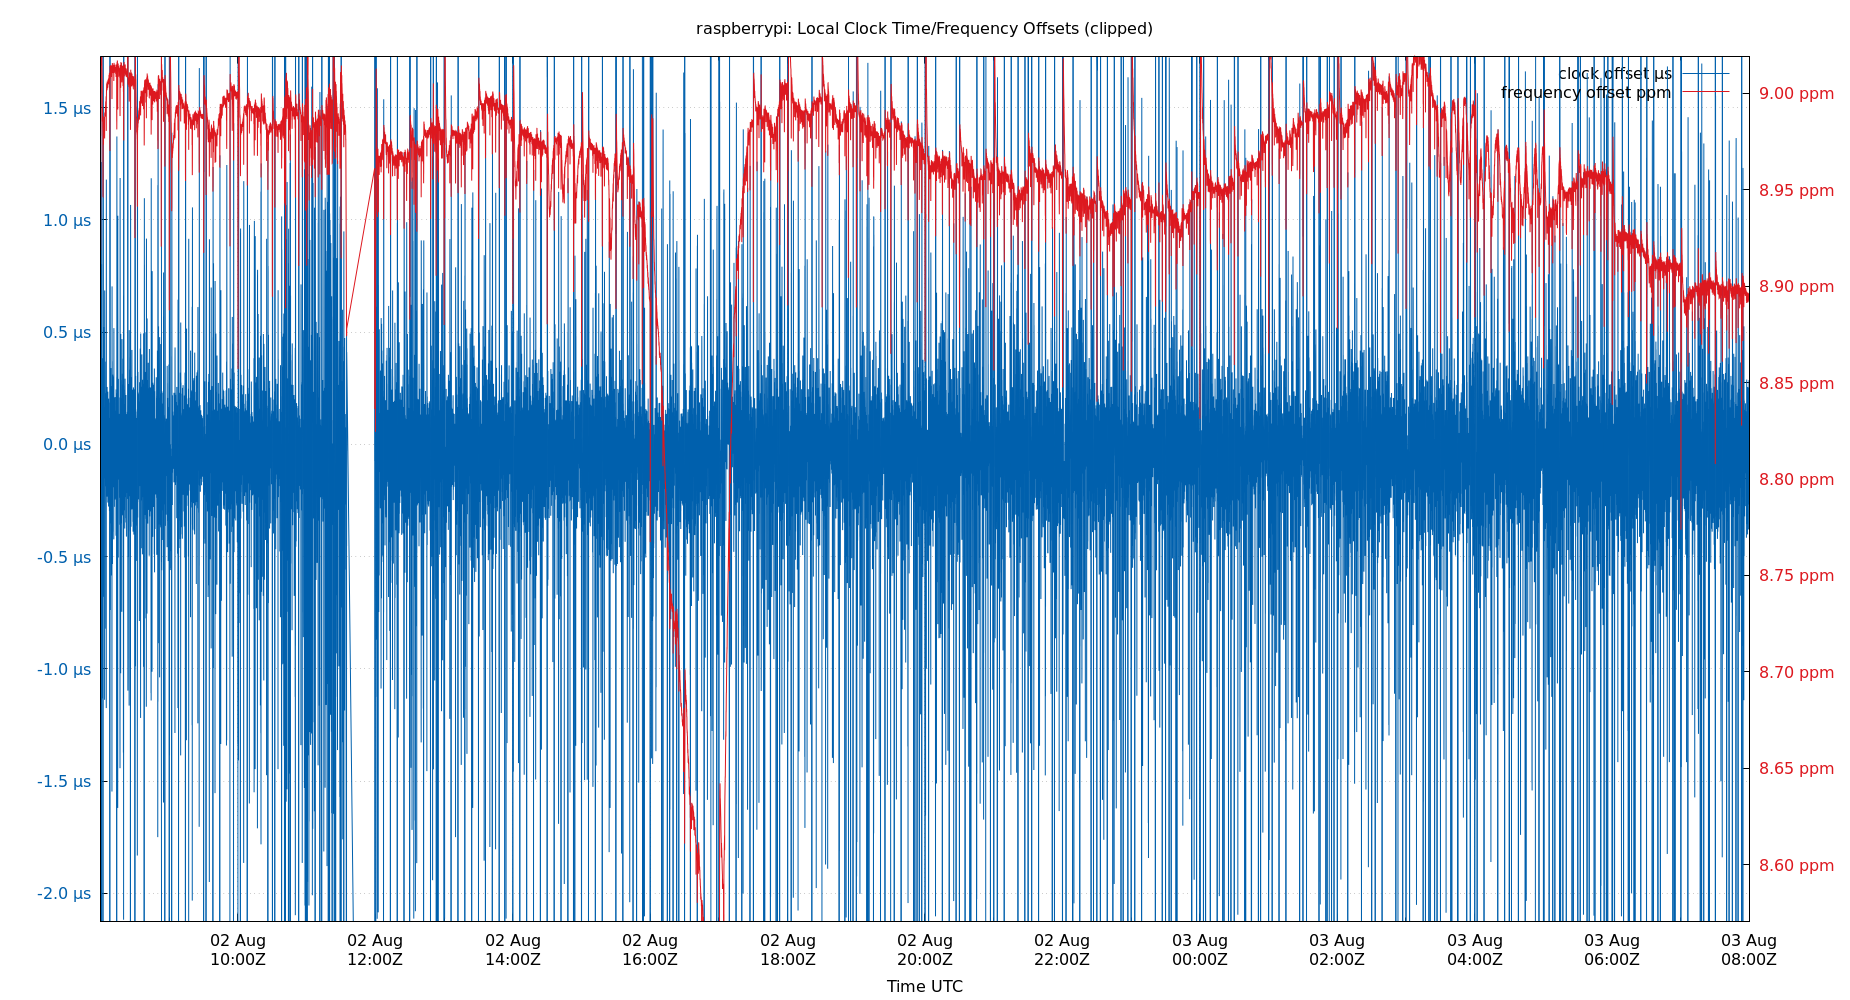 raspberrypi: Local Clock Time/Frequency Offsets (clipped)
clock offset µs
frequency offset ppm
1.5 µs
1.0 µs
0.5 µs
0.0 µs
-0.5 µs
-1.0 µs
-1.5 µs
-2.0 µs
9.00 ppm
8.95 ppm
8.90 ppm
8.85 ppm
8.80 ppm
8.75 ppm
8.70 ppm
8.65 ppm
8.60 ppm
02 Aug 02 Aug 02 Aug 02 Aug 02 Aug 02 Aug 02 Aug 03 Aug 03 Aug 03 Aug 03 Aug 03 Aug
10:00Z 12:00Z 14:00Z 16:00Z 18:00Z 20:00Z 22:00Z 00:00Z 02:00Z 04:00Z 06:00Z 08:00Z
Time UTC